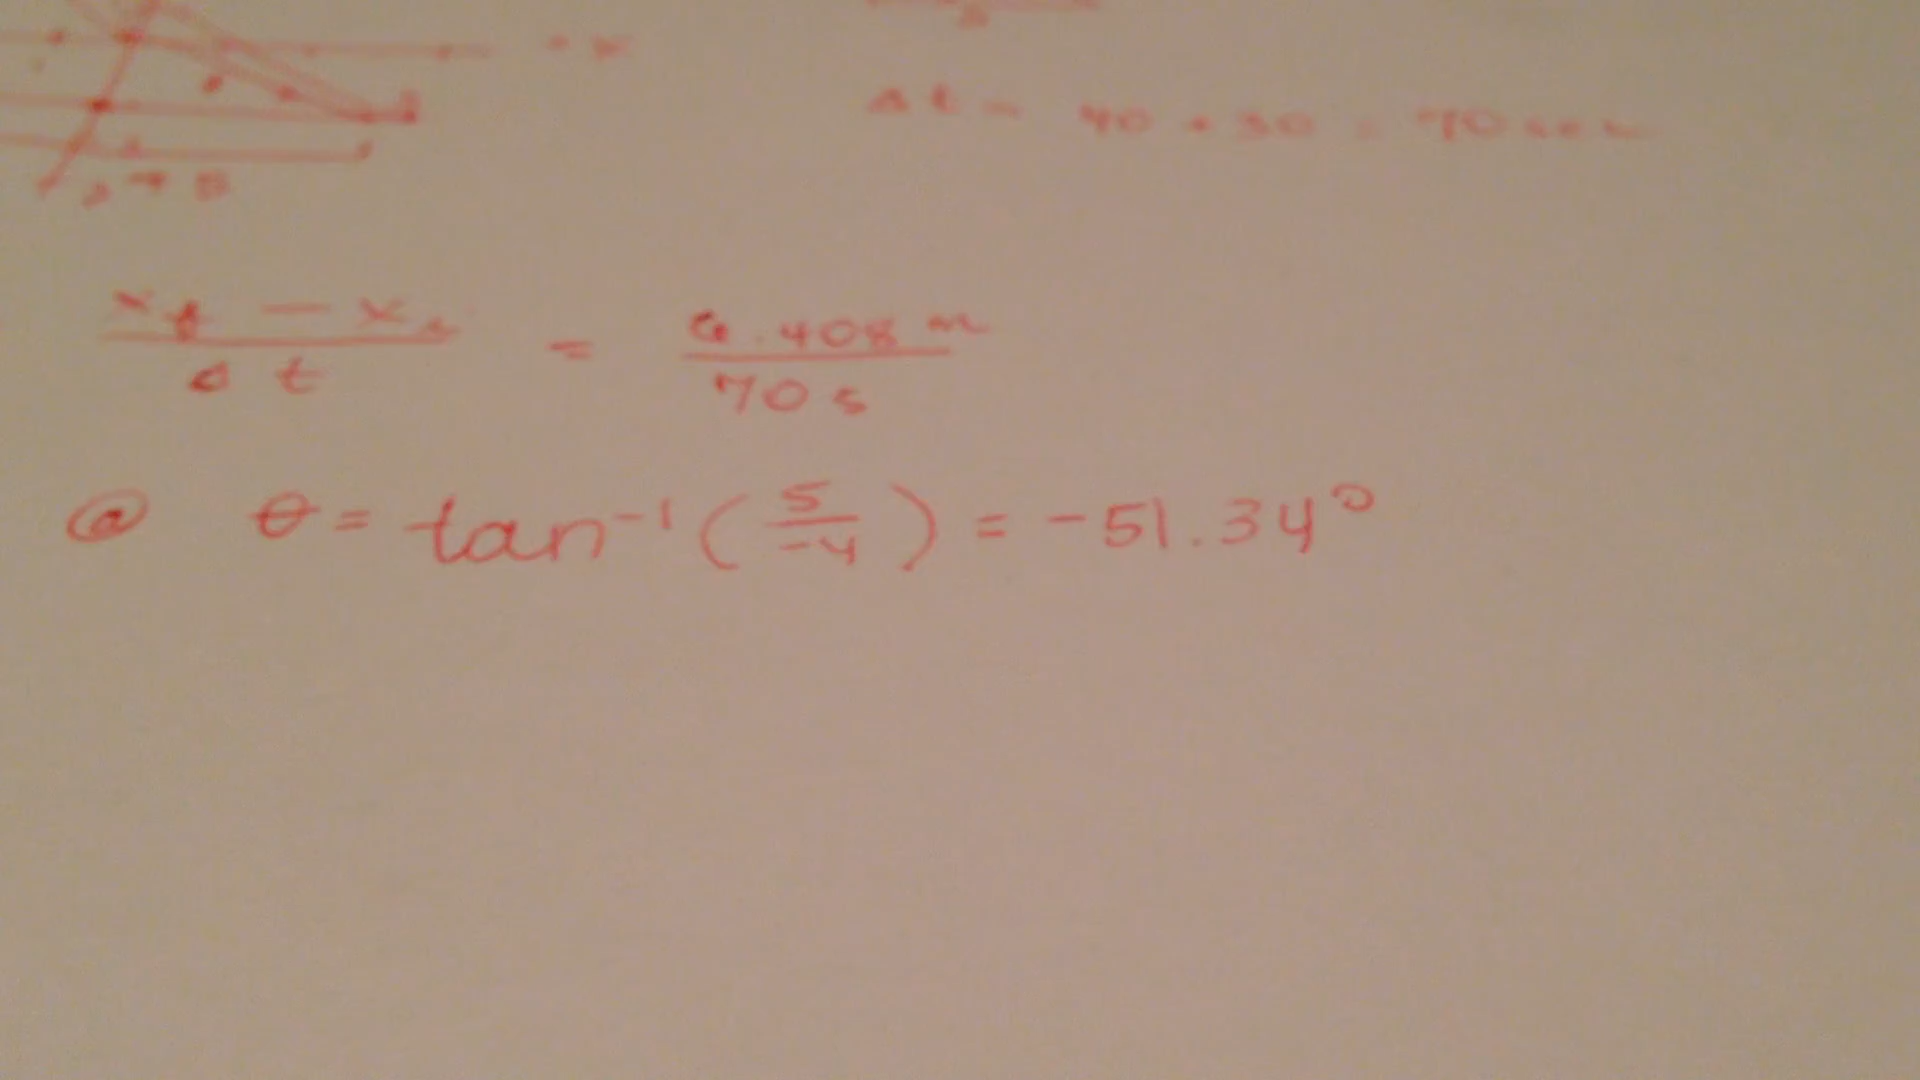 Δt = 40 + 30 = 70 sec
x_f - x_i / Δt = 6.408 m / 70 s
@ θ = tan⁻¹ (5/-4) = -51.34°